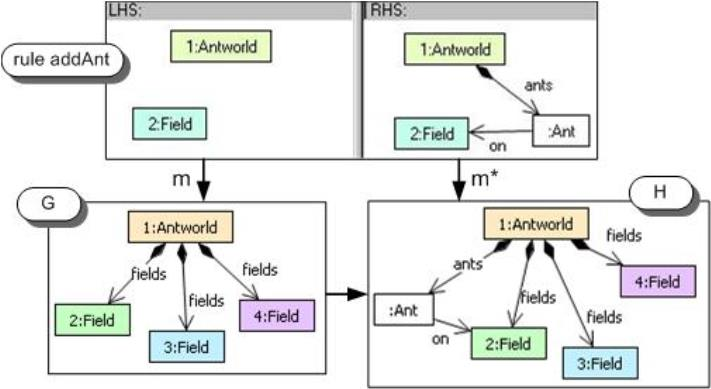 LHS:
RHS:
rule addAnt
1:Antworld
2:Field
1:Antworld
ants
2:Field
:Ant
on
m
m*
G
1:Antworld
fields
fields
fields
2:Field
3:Field
4:Field
H
1:Antworld
fields
ants
4:Field
fields
fields
:Ant
on
2:Field
3:Field